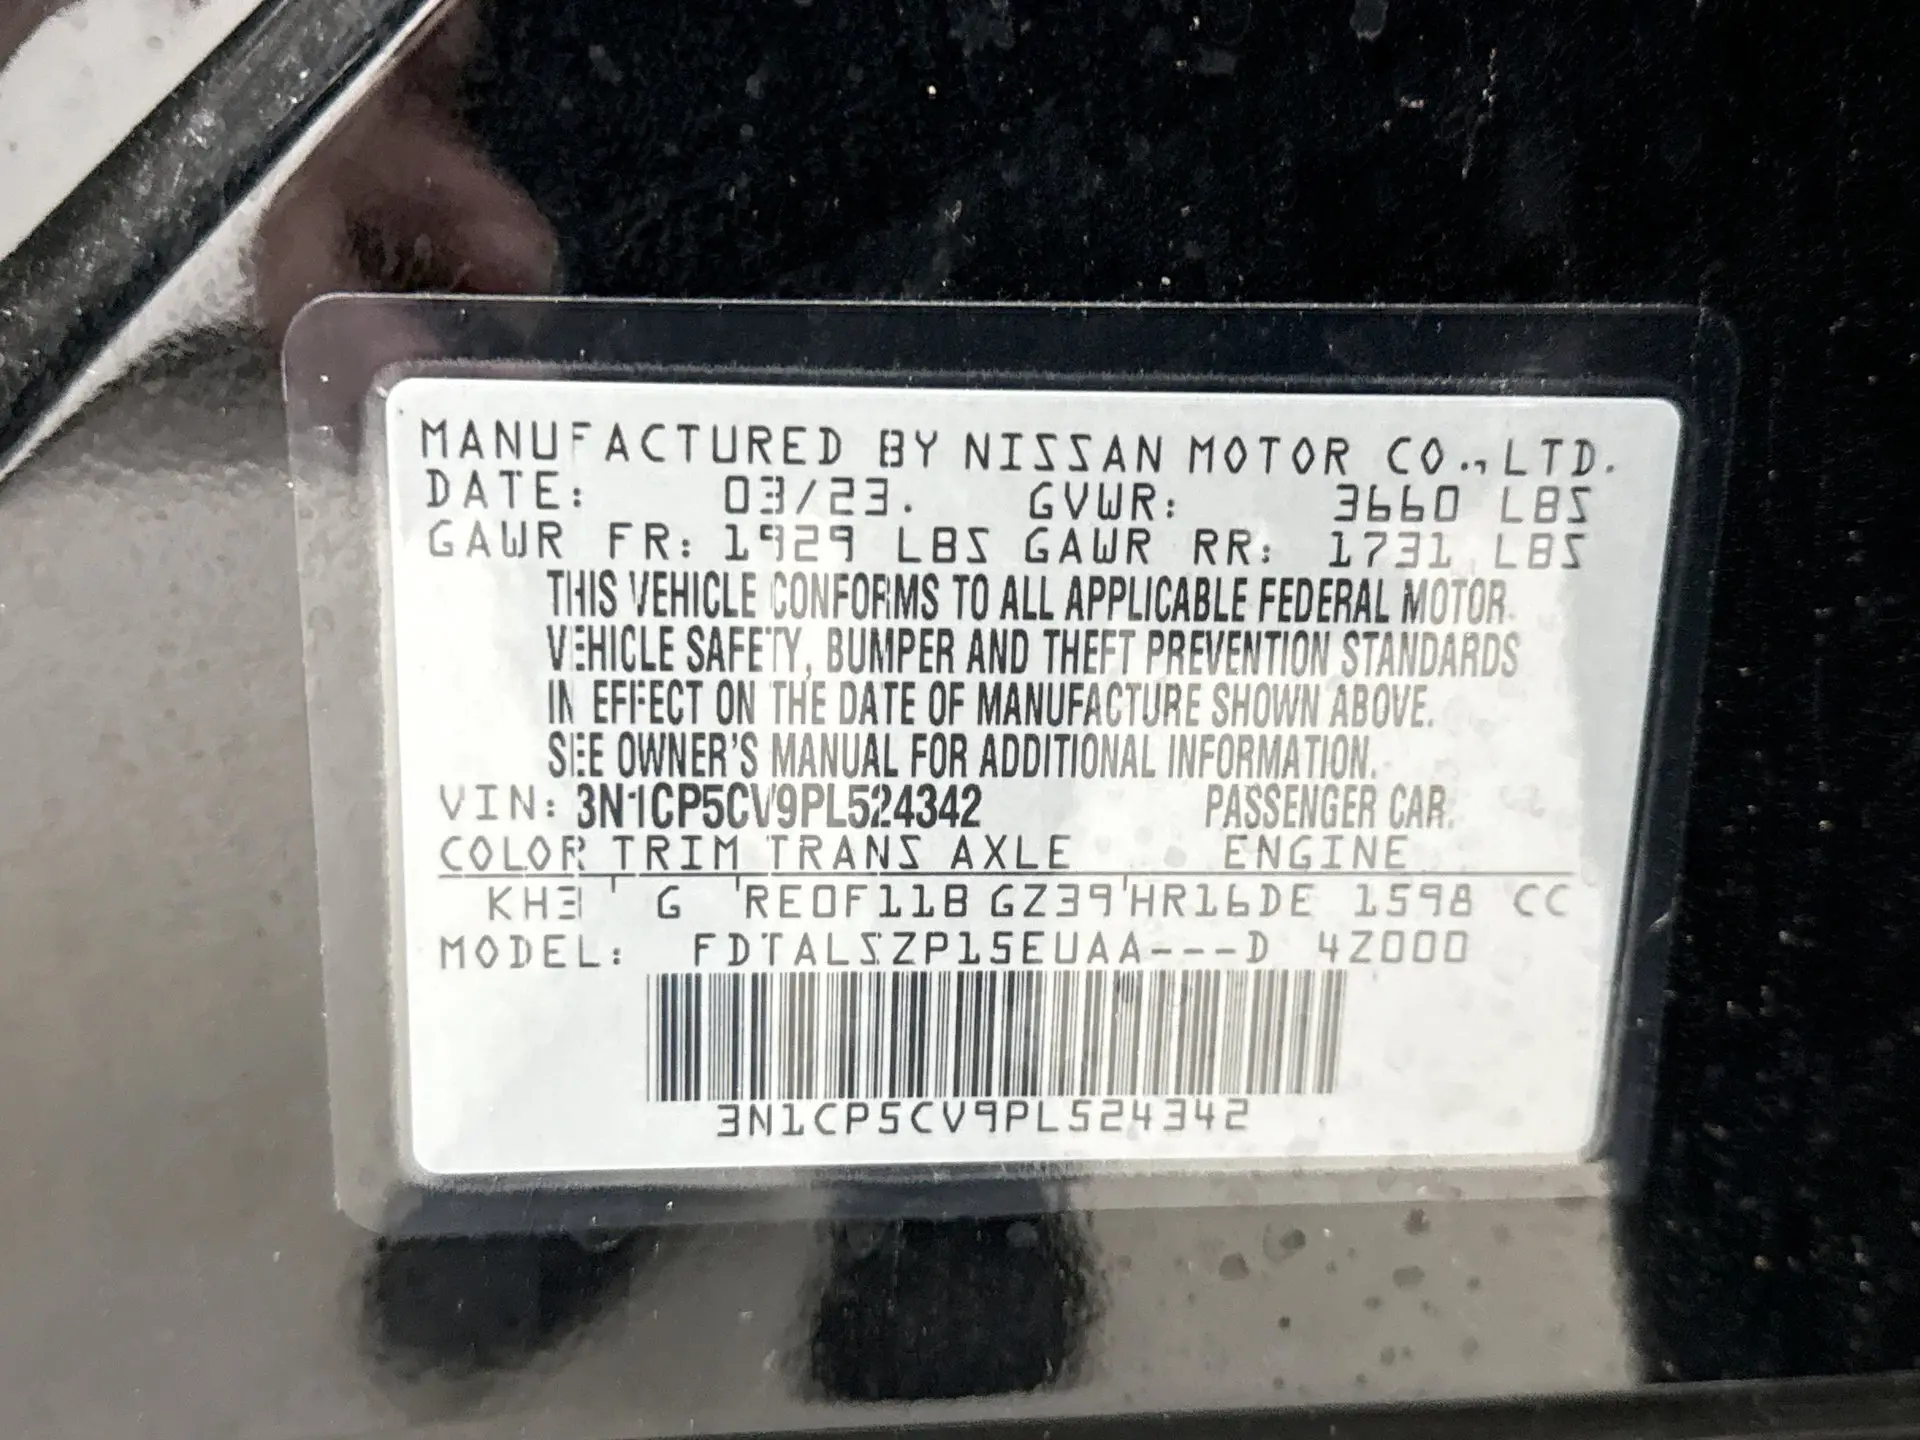 MANUFACTURED BY NISSAN MOTOR CO.,LTD.
DATE: 03/23. GVWR: 3660 LBS
GAWR FR: 1929 LBS GAWR RR: 1731 LBS
THIS VEHICLE CONFORMS TO ALL APPLICABLE FEDERAL MOTOR
VEHICLE SAFETY, BUMPER AND THEFT PREVENTION STANDARDS
IN EFFECT ON THE DATE OF MANUFACTURE SHOWN ABOVE.
SEE OWNER'S MANUAL FOR ADDITIONAL INFORMATION.
VIN: 3N1CP5CV9PL524342 PASSENGER CAR.
COLOR TRIM TRANS AXLE ENGINE
KH3 G RE0F11B GZ39 HR16DE 1598 CC
MODEL: FDTALSZP15EUAA---D 4Z000
3N1CP5CV9PL524342